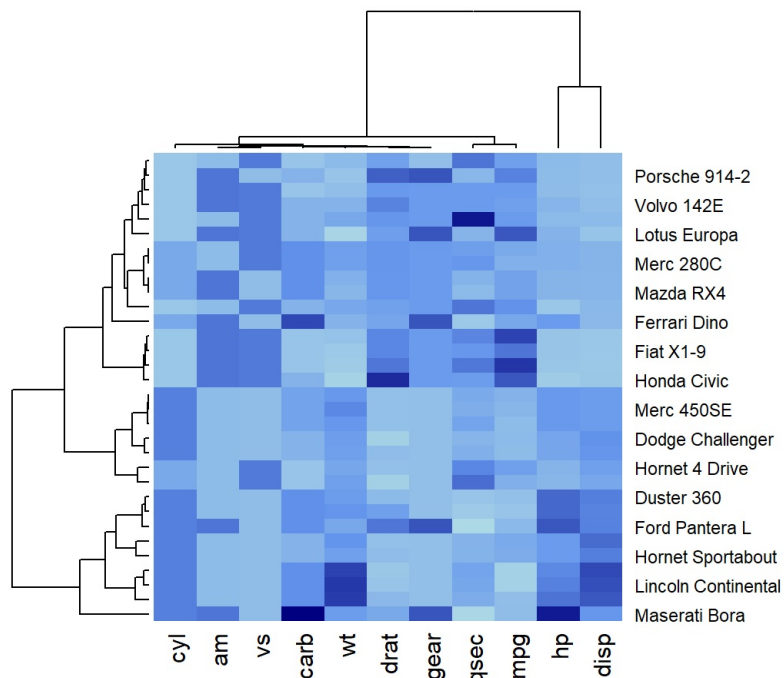 Porsche 914-2
Volvo 142E
Lotus Europa
Merc 280C
Mazda RX4
Ferrari Dino
Fiat X1-9
Honda Civic
Merc 450SE
Dodge Challenger
Hornet 4 Drive
Duster 360
Ford Pantera L
Hornet Sportabout
Lincoln Continental
Maserati Bora
cyl
am
vs
carb
wt
drat
gear
qsec
mpg
hp
disp